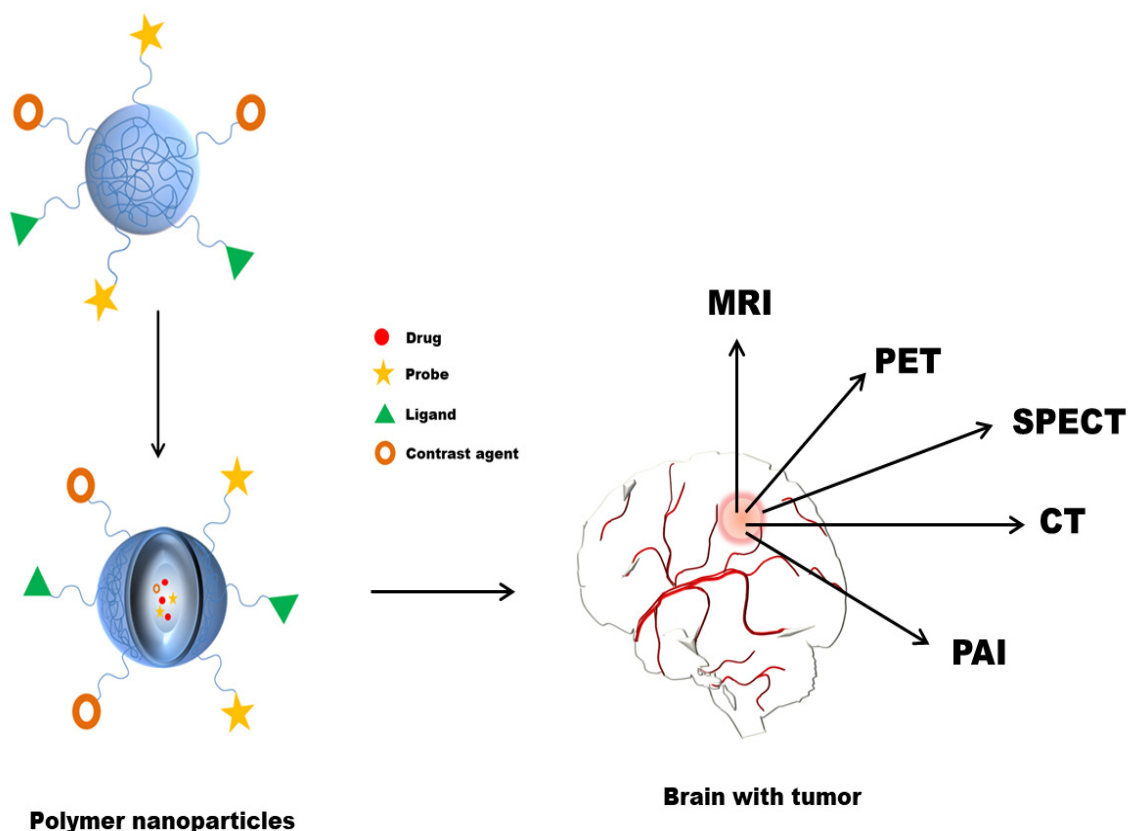 MRI
PET
SPECT
CT
PAI
Drug
Probe
Ligand
Contrast agent
Brain with tumor
Polymer nanoparticles